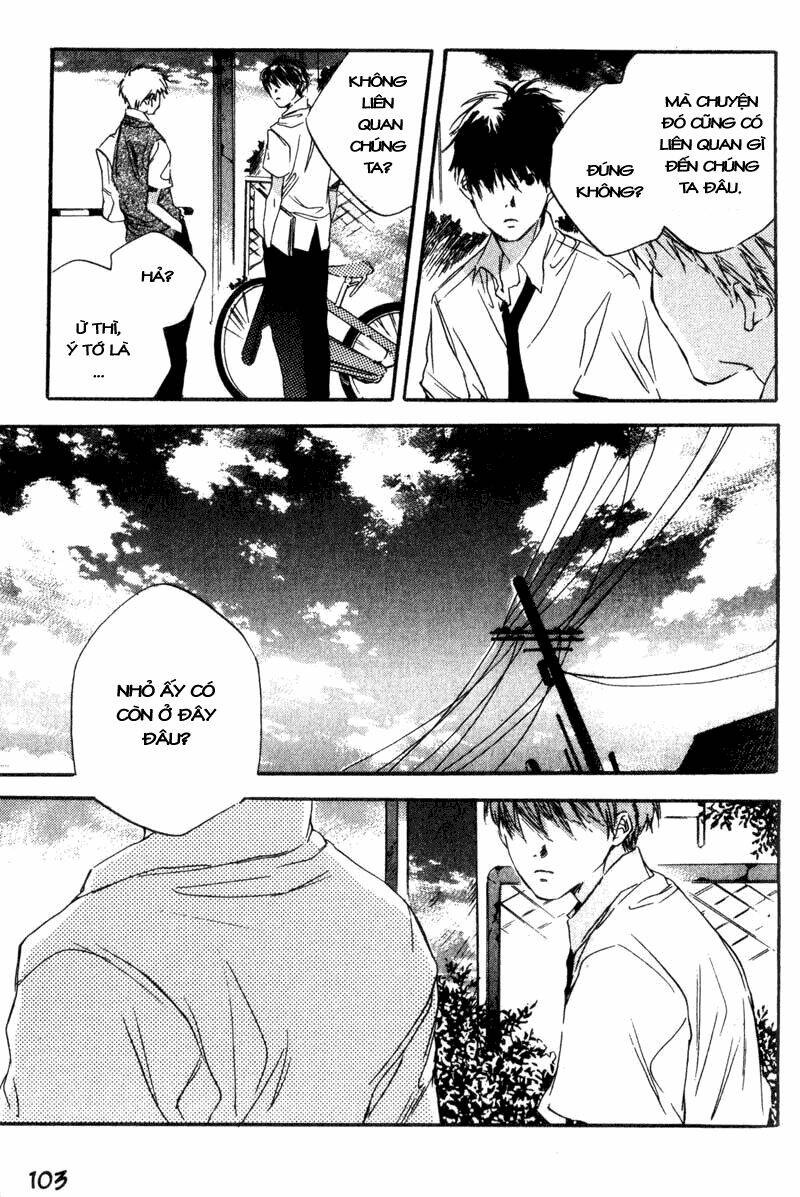 MÀ CHUYỆN
ĐÓ CŨNG CÓ
LIÊN QUAN GÌ
ĐẾN CHÚNG
TA ĐÂU.
ĐÚNG
KHÔNG?
KHÔNG
LIÊN
QUAN
CHÚNG
TA?
HẢ?
Ừ THÌ,
Ý TỚ LÀ
...
NHỎ ẤY CÓ
CÒN Ở ĐÂY
ĐÂU?
103